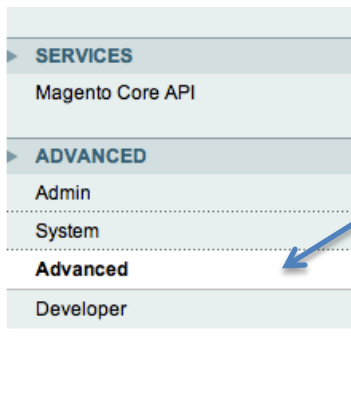 SERVICES
Magento Core API
ADVANCED
Admin
System
Advanced
Developer